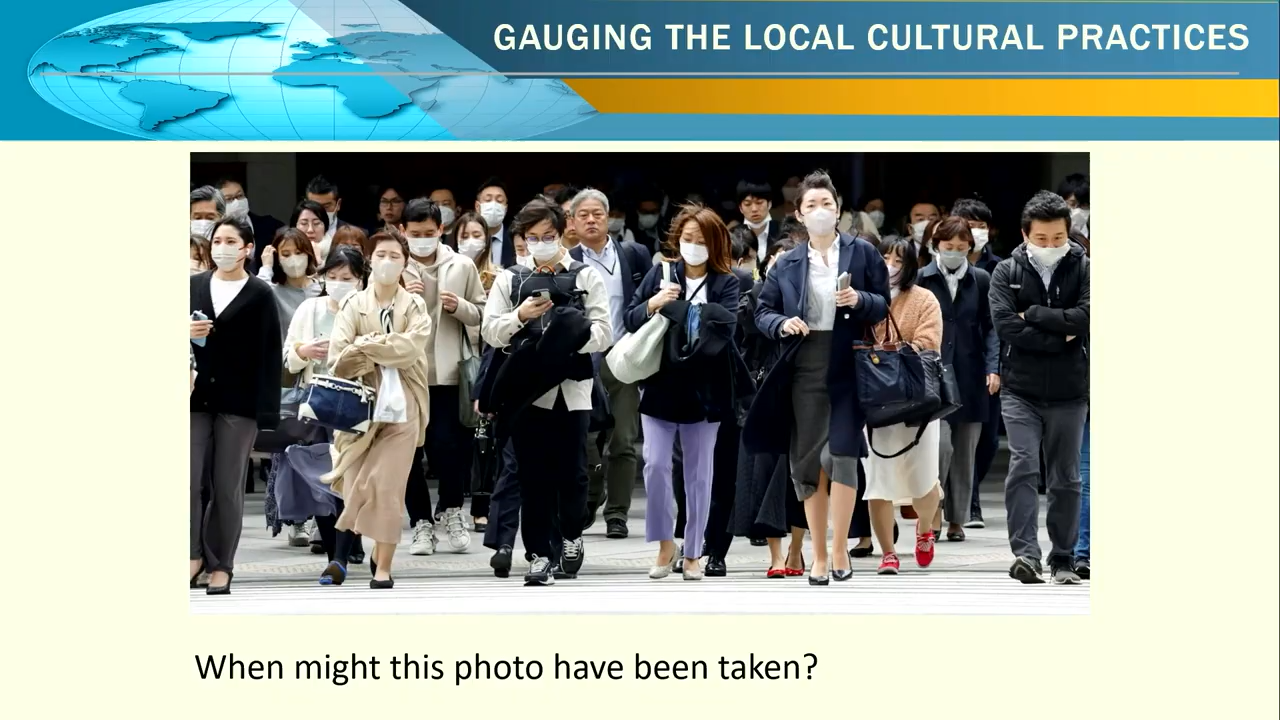 GAUGING THE LOCAL CULTURAL PRACTICES
When might this photo have been taken?